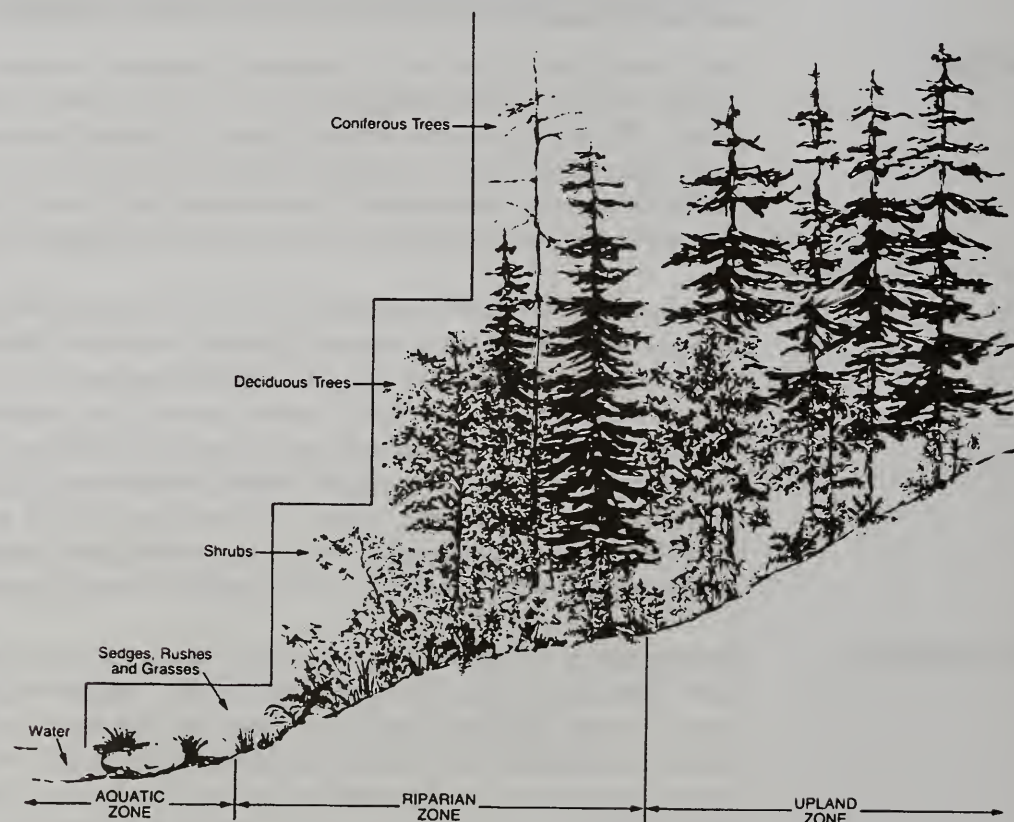 Coniferous Trees
Deciduous Trees
Shrubs
Sedges, Rushes
and Grasses
Water
AQUATIC
ZONE
RIPARIAN
ZONE
UPLAND
ZONE